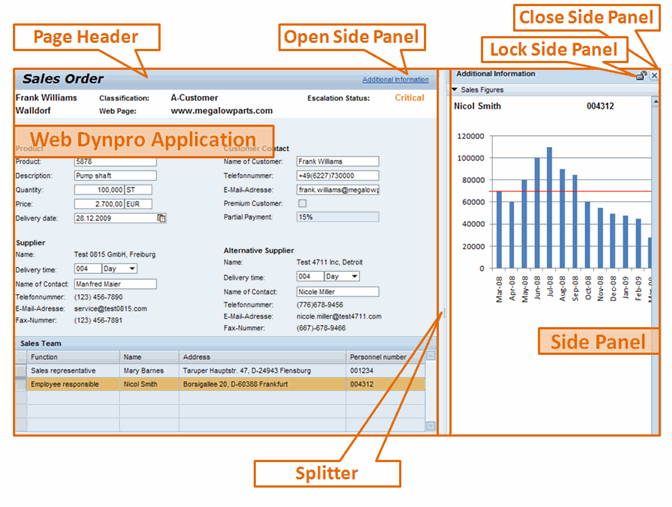 Close Side Panel
Page Header
Open Side Panel
Lock Side Panel
Sales Order
Additional Information
Additional Information
Frank Williams Classification: A-Customer Escalation Status: Critical
Walldorf Web Page: www.megalowparts.com
Sales Figures
Nicol Smith 004312
Web Dynpro Application
Product
Product: 5878
Description: Pump shaft
Quantity: 100,000 ST
Price: 2.700,00 EUR
Delivery date: 28.12.2009
Customer Contact
Name of Customer: Frank Williams
Telefonnummer: +49(6227)730000
E-Mail-Adresse: frank.williams@megalowp
Premium Customer:
Partial Payment: 15%
Supplier
Name: Test 0815 GmbH, Freiburg
Delivery time: 004 Day
Name of Contact: Manfred Maier
Telefonnummer: (123) 456-7890
E-Mail-Adresse: service@test0815.com
Fax-Nummer: (123) 456-7891
Alternative Supplier
Name: Test 4711 Inc, Detroit
Delivery time: 004 Day
Name of Contact: Nicole Miller
Telefonnummer: (776)678-9456
E-Mail-Adresse: nicole.miller@test4711.com
Fax-Nummer: (667)-678-9466
Sales Team
Function Name Address Personnel number
Sales representative Mary Barnes Taruper Hauptstr. 47, D-24943 Flensburg 001234
Employee responsible Nicol Smith Borsigallee 20, D-60388 Frankfurt 004312
120000
100000
80000
60000
40000
20000
0
Mar-08
Apr-08
May-08
Jun-08
Jul-08
Aug-08
Sep-08
Oct-08
Nov-08
Dec-08
Jan-09
Feb-09
Side Panel
Splitter